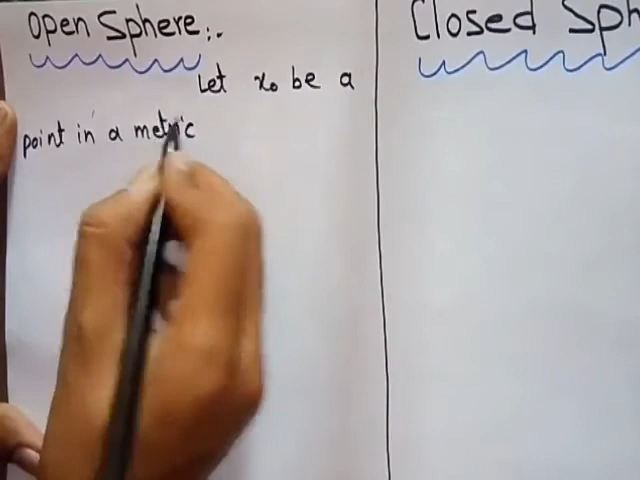 Open Sphere:-
Let x₀ be a
point in a metric
Closed Sph